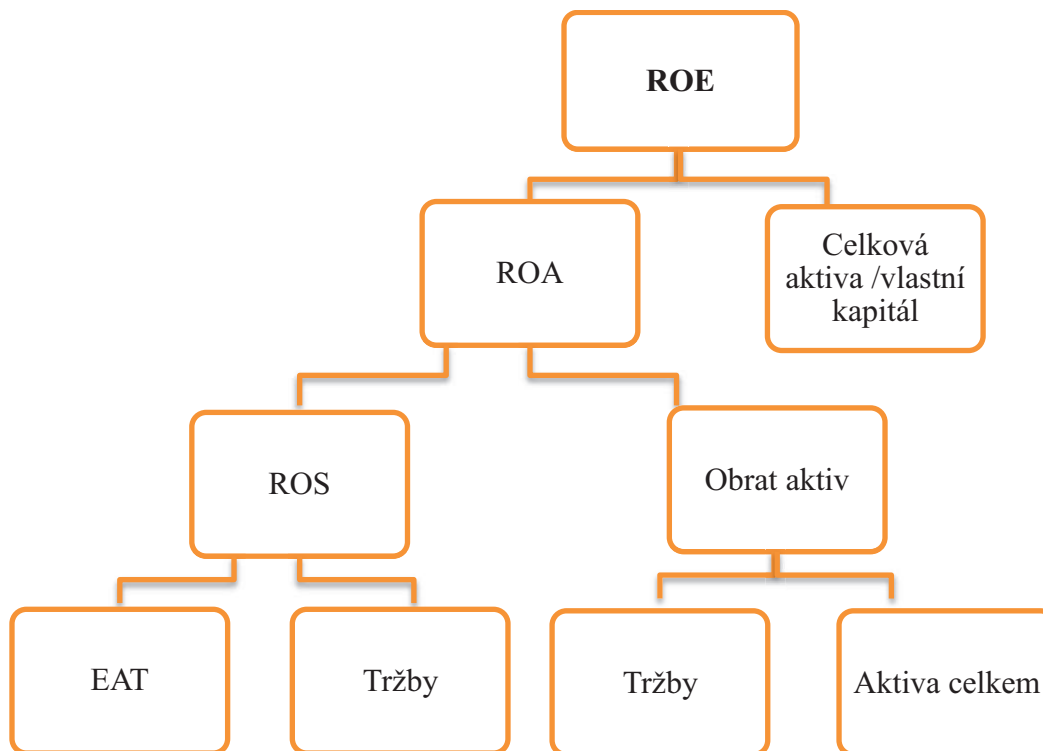 ROE
ROA
Celková
aktiva /vlastní
kapitál
ROS
Obrat aktiv
EAT
Tržby
Tržby
Aktiva celkem